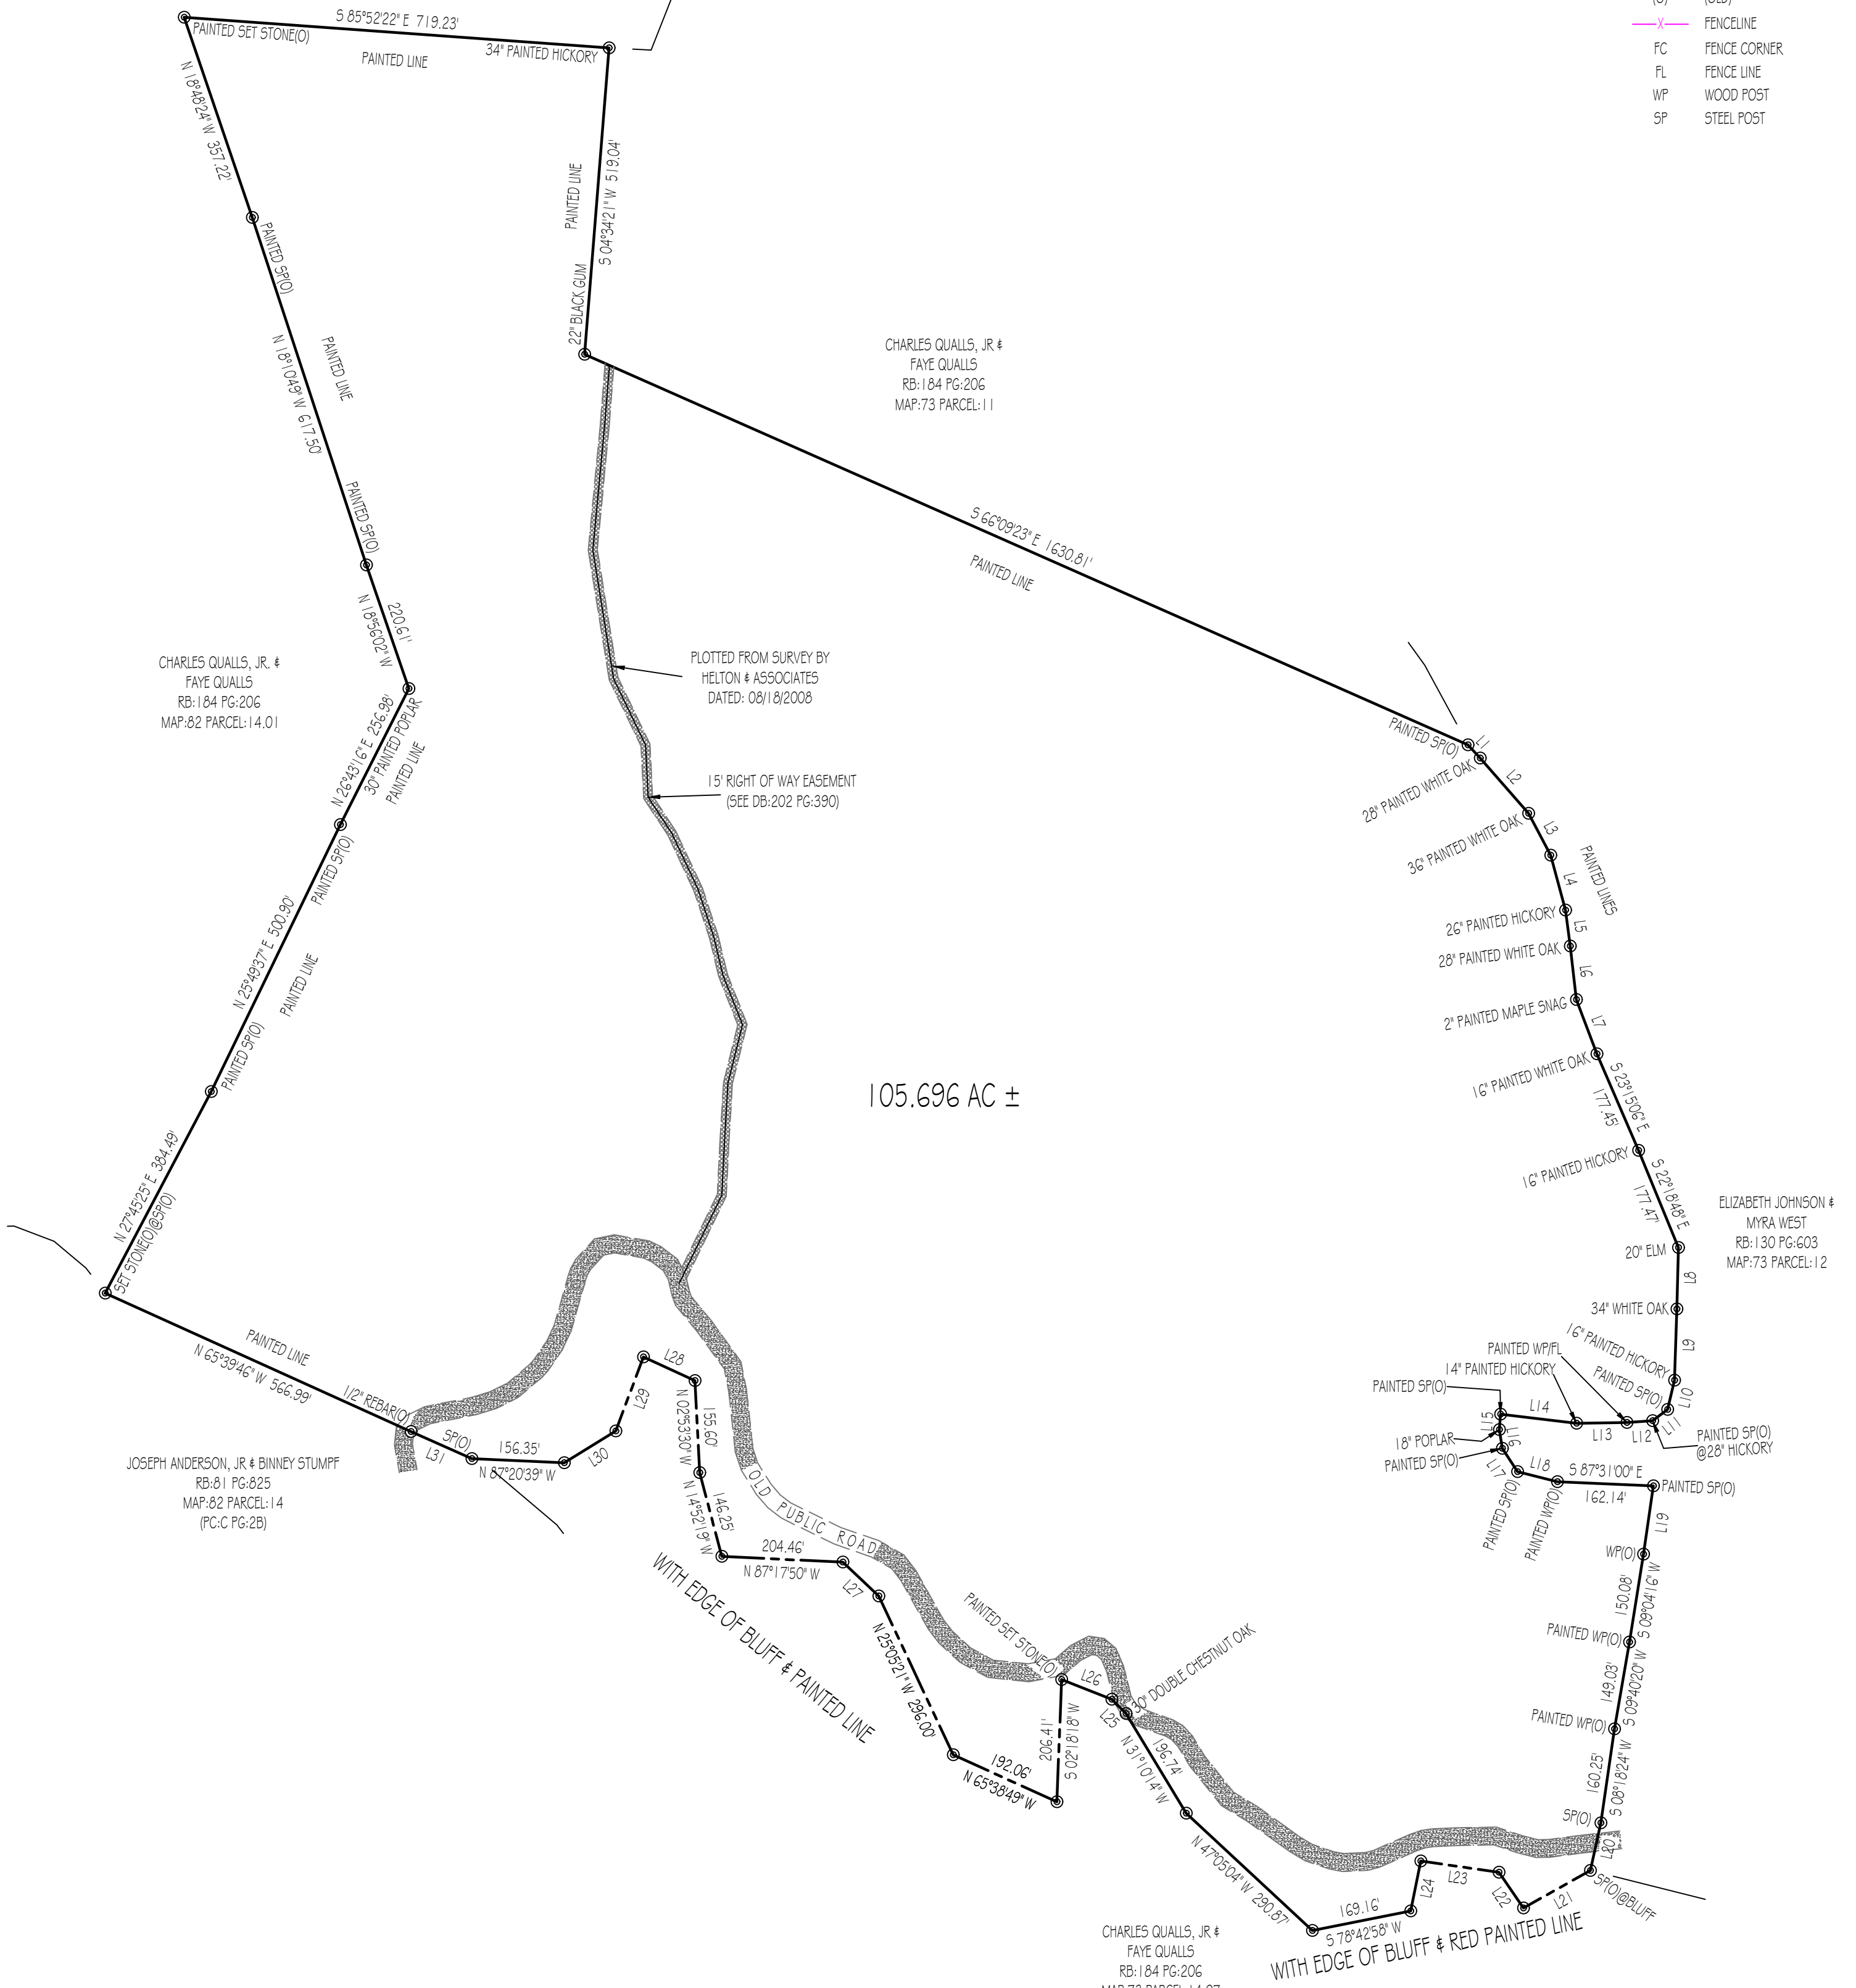 (O) (OLD)
X FENCELINE
FC FENCE CORNER
FL FENCE LINE
WP WOOD POST
SP STEEL POST
S 85°52'22" E 719.23'
PAINTED SET STONE(O)
PAINTED LINE
34" PAINTED HICKORY
N 18°48'24" W 357.22'
PAINTED LINE
S 04°34'21" W 519.04'
22" BLACK GUM
PAINTED SP(O)
N 18°10'49" W 617.50'
PAINTED LINE
PAINTED SP(O)
CHARLES QUALLS, JR &
FAYE QUALLS
RB:184 PG:206
MAP:73 PARCEL:11
S 66°09'23" E 1630.81'
PAINTED LINE
220.61'
N 18°56'02" W
CHARLES QUALLS, JR. &
FAYE QUALLS
RB:184 PG:206
MAP:82 PARCEL:14.01
PLOTTED FROM SURVEY BY
HELTON & ASSOCIATES
DATED: 08/18/2008
15' RIGHT OF WAY EASEMENT
(SEE DB:202 PG:390)
N 26°43'16" E 256.98'
30" PAINTED POPLAR
PAINTED LINE
PAINTED SP(O)
N 25°49'37" E 500.90'
PAINTED LINE
PAINTED SP(O)
N 27°45'25" E 384.49'
SET STONE(O)@SP(O)
105.696 AC ±
PAINTED SP(O)
L1
28" PAINTED WHITE OAK
L2
36" PAINTED WHITE OAK
L3
PAINTED LINES
L4
26" PAINTED HICKORY
L5
28" PAINTED WHITE OAK
L6
2" PAINTED MAPLE SNAG
L7
16" PAINTED WHITE OAK
S 23°15'06" E
177.45'
16" PAINTED HICKORY
S 22°18'48" E
177.47'
20" ELM
ELIZABETH JOHNSON &
MYRA WEST
RB:130 PG:603
MAP:73 PARCEL:12
L8
34" WHITE OAK
L9
16" PAINTED HICKORY
PAINTED SP(O)
L10
L11
PAINTED WP/FL
14" PAINTED HICKORY
PAINTED SP(O)
L14
L13
L12
PAINTED SP(O)
@28" HICKORY
L15
18" POPLAR
L16
PAINTED SP(O)
L17
L18
S 87°31'00" E
162.14'
PAINTED SP(O)
PAINTED SP(O)
PAINTED WP(O)
L19
WP(O)
150.08'
S 09°04'16" W
PAINTED WP(O)
149.03'
S 09°40'20" W
PAINTED WP(O)
160.25'
S 08°18'24" W
SP(O)
L20
SP(O)@BLUFF
L21
L22
L23
L24
169.16'
S 78°42'58" W
WITH EDGE OF BLUFF & RED PAINTED LINE
N 47°05'04" W 290.87'
196.74'
N 31°10'14" W
30" DOUBLE CHESTNUT OAK
L25
L26
PAINTED SET STONE(O)
206.41'
S 02°18'18" W
192.06'
N 65°38'49" W
N 25°05'21" W 296.00'
L27
204.46'
N 87°17'50" W
OLD PUBLIC ROAD
146.25'
N 14°52'19" W
155.60'
N 02°53'30" W
L28
L29
L30
156.35'
N 87°20'39" W
SP(O)
L31
1/2" REBAR(O)
PAINTED LINE
N 65°39'46" W 566.99'
JOSEPH ANDERSON, JR & BINNEY STUMPF
RB:81 PG:825
MAP:82 PARCEL:14
(PC:C PG:2B)
WITH EDGE OF BLUFF & PAINTED LINE
CHARLES QUALLS, JR &
FAYE QUALLS
RB:184 PG:206
MAP:73 PARCEL:14.07